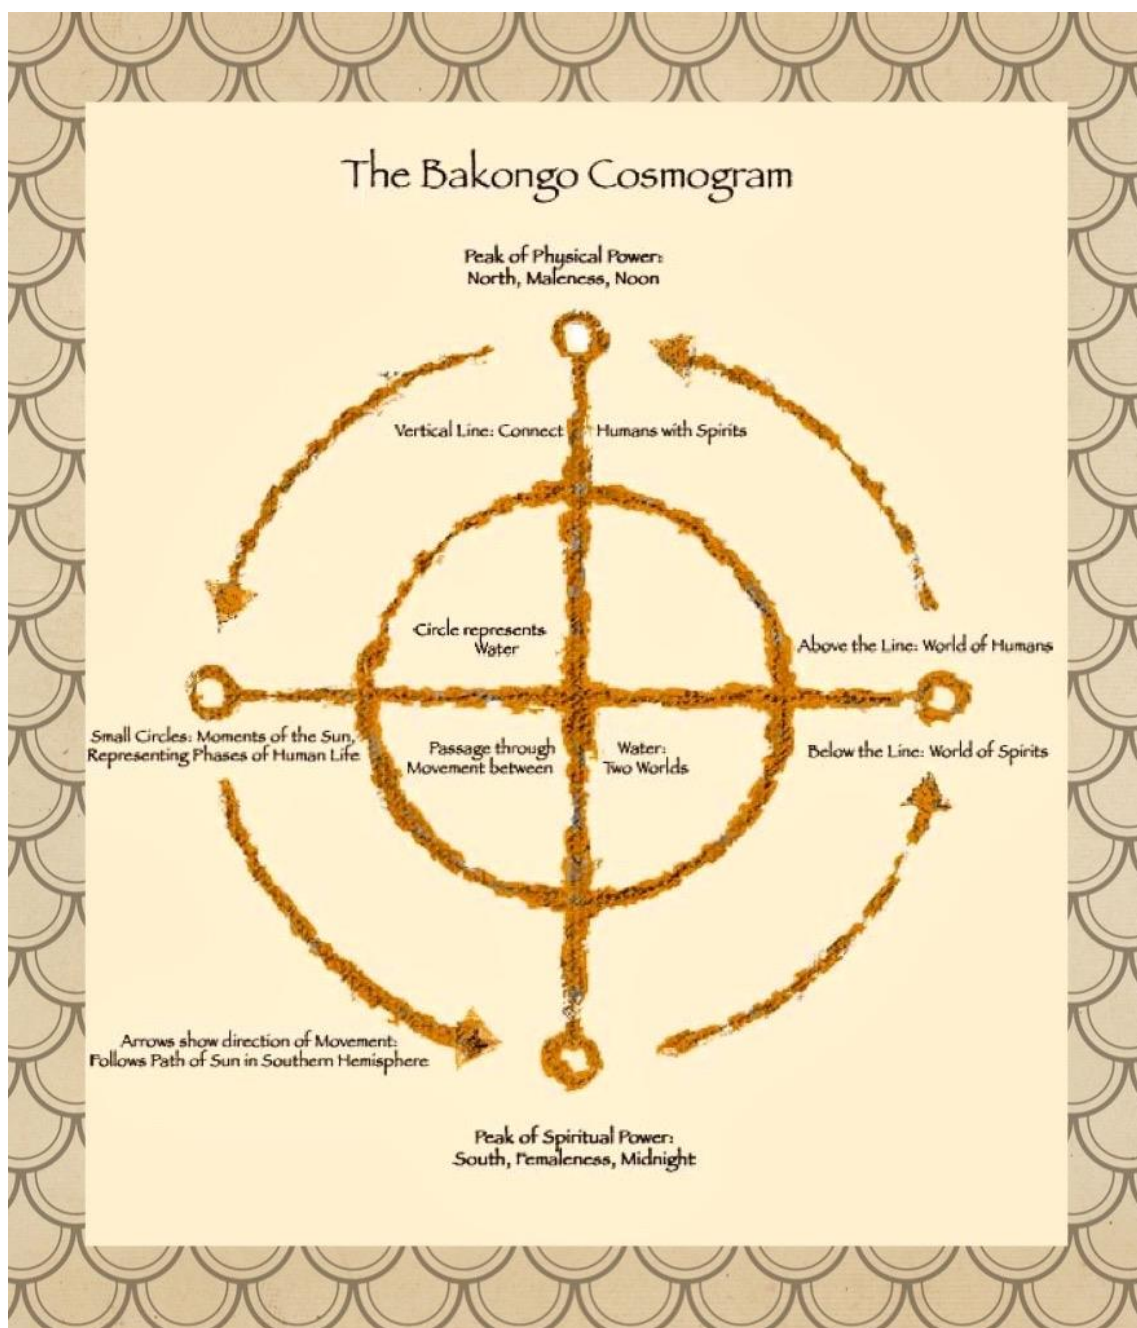 The Bakongo Cosmogram
Peak of Physical Power:
North, Maleness, Noon
Vertical Line: Connect Humans with Spirits
Circle represents
Water
Above the Line: World of Humans
Small Circles: Moments of the Sun,
Representing Phases of Human Life
Passage through Water:
Movement between Two Worlds
Below the Line: World of Spirits
Arrows show direction of Movement:
Follows Path of Sun in Southern Hemisphere
Peak of Spiritual Power:
South, Femaleness, Midnight